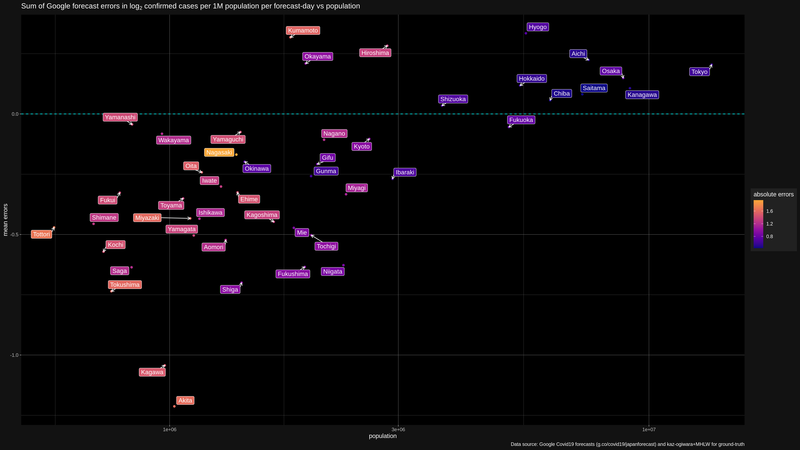 Sum of Google forecast errors in log2 confirmed cases per 1M population per forecast-day vs population
Hyogo
Kumamoto
Hiroshima
Okayama
Aichi
Osaka
Tokyo
Hokkaido
Saitama
Chiba
Kanagawa
Shizuoka
0.0
Yamanashi
Fukuoka
Wakayama
Yamaguchi
Nagano
Kyoto
Nagasaki
Gifu
Oita
Okinawa
Gunma
Ibaraki
Iwate
Miyagi
Fukui
Ehime
Toyama
Ishikawa
Kagoshima
Shimane
Miyazaki
Yamagata
Tottori
Mie
-0.5
Kochi
Aomori
Tochigi
Saga
Fukushima
Niigata
Tokushima
Shiga
-1.0
Kagawa
Akita
mean errors
1e+06
3e+06
1e+07
population
absolute errors
1.6
1.2
0.8
Data source: Google Covid19 forecasts (g.co/covid19/japanforecast) and kaz-ogiwara+MHLW for ground-truth